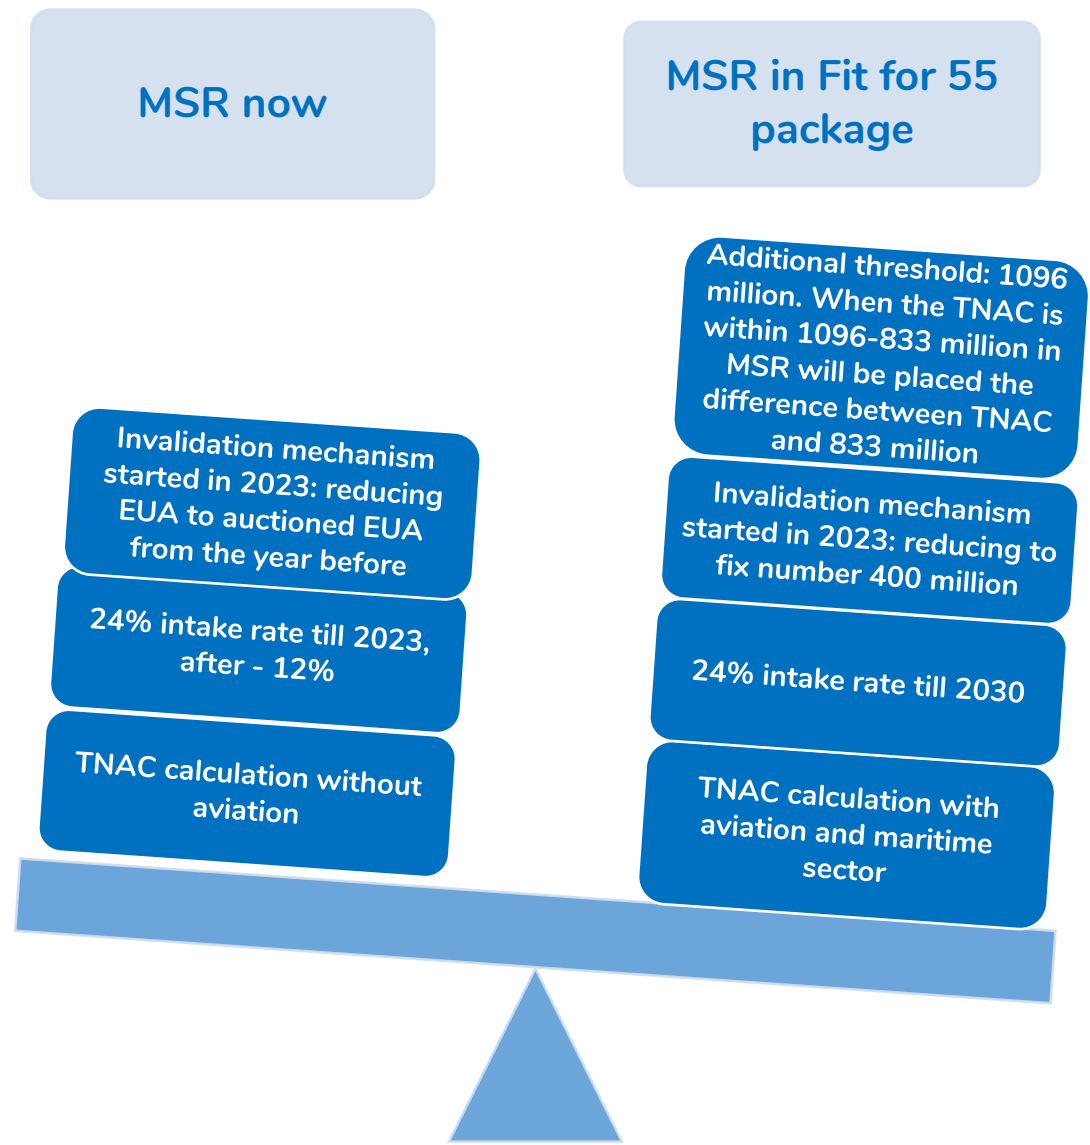 MSR now
MSR in Fit for 55
package
Invalidation mechanism
started in 2023: reducing
EUA to auctioned EUA
from the year before
24% intake rate till 2023,
after - 12%
TNAC calculation without
aviation
Additional threshold: 1096
million. When the TNAC is
within 1096-833 million in
MSR will be placed the
difference between TNAC
and 833 million
Invalidation mechanism
started in 2023: reducing to
fix number 400 million
24% intake rate till 2030
TNAC calculation with
aviation and maritime
sector